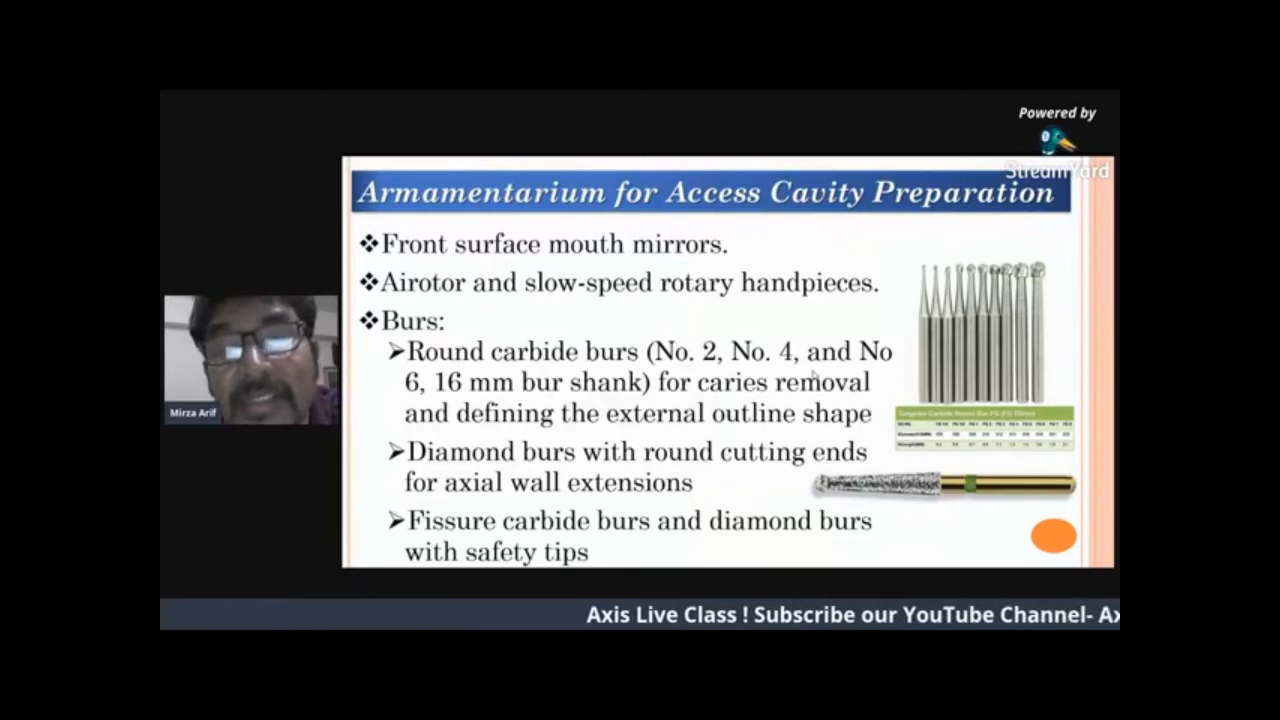 Powered by
StreamYard
Armamentarium for Access Cavity Preparation
❖Front surface mouth mirrors.
❖Airotor and slow-speed rotary handpieces.
❖Burs:
➢Round carbide burs (No. 2, No. 4, and No
6, 16 mm bur shank) for caries removal
and defining the external outline shape
➢Diamond burs with round cutting ends
for axial wall extensions
➢Fissure carbide burs and diamond burs
with safety tips
Mirza Arif
Axis Live Class ! Subscribe our YouTube Channel- Ax